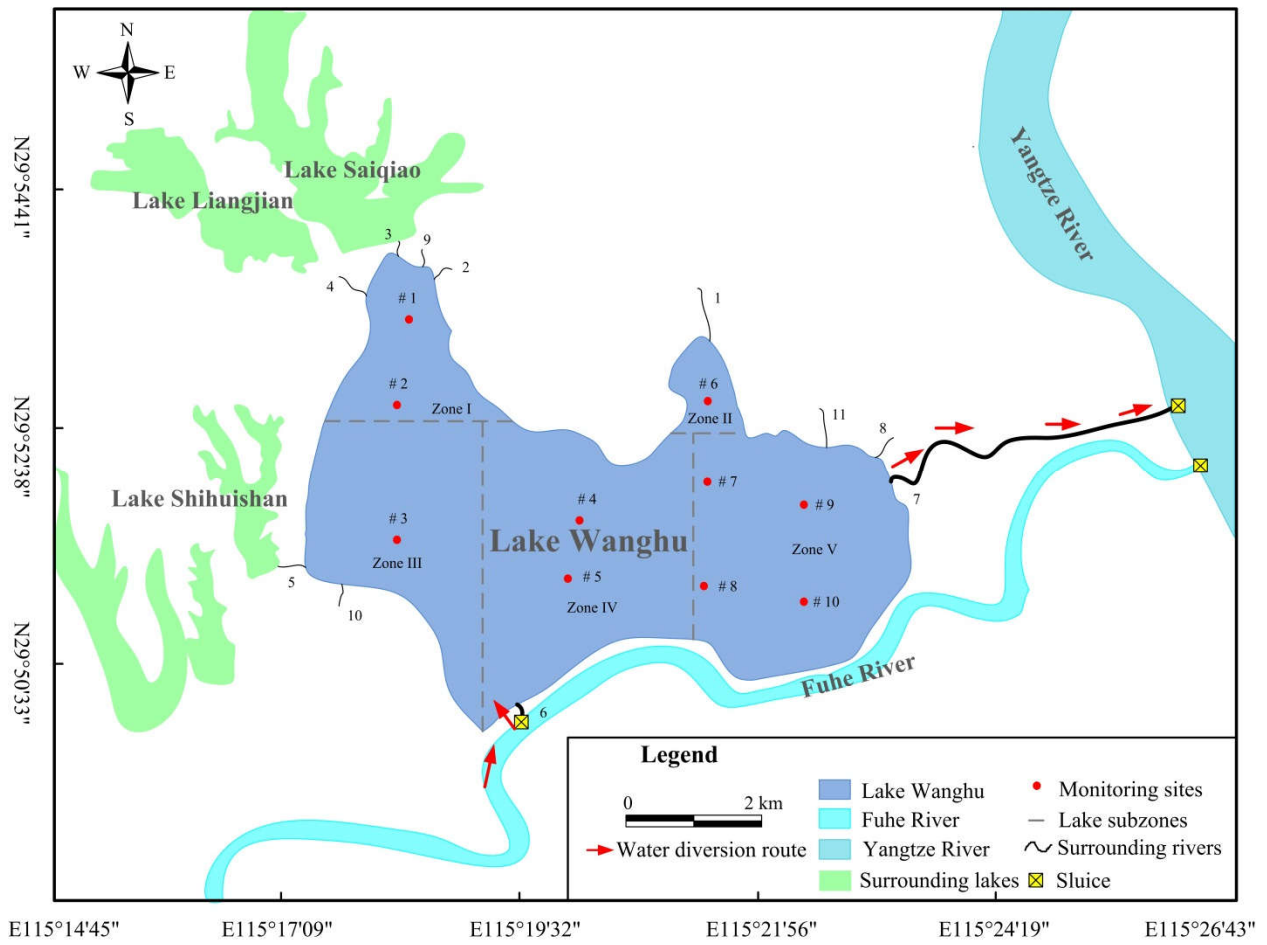 N
W E
S
Lake Saiqiao
Lake Liangjian
Yangtze River
N29°54'41"
3
9
2
4
# 1
1
# 2
Zone I
# 6
Zone II
11
8
N29°52'38"
Lake Shihuishan
# 7
7
# 4
# 9
# 3
Lake Wanghu
Zone V
Zone III
5
# 5
# 8
Zone IV
# 10
10
N29°50'33"
Fuhe River
6
Legend
0 2 km
Water diversion route
Lake Wanghu
Fuhe River
Yangtze River
Surrounding lakes
Monitoring sites
Lake subzones
Surrounding rivers
Sluice
E115°14'45" E115°17'09" E115°19'32" E115°21'56" E115°24'19" E115°26'43"